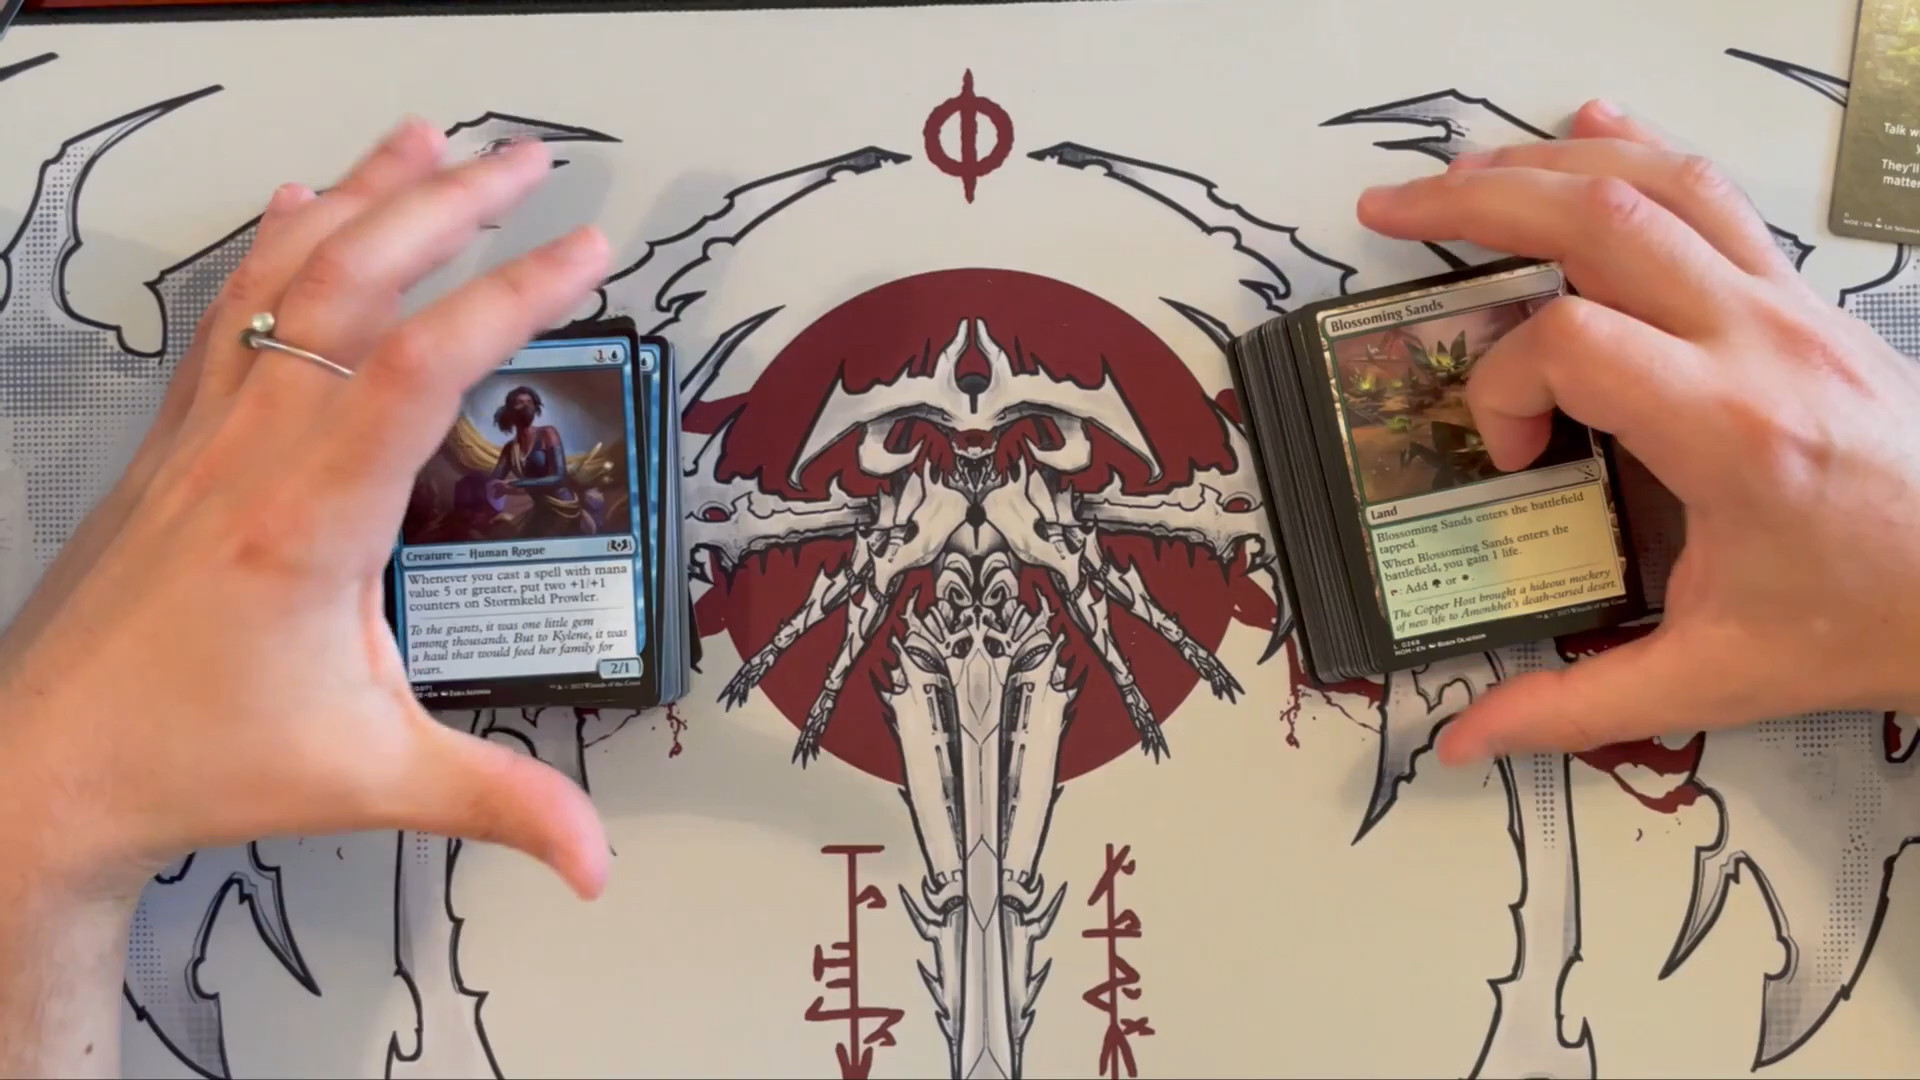 1
Creature — Human Rogue
Whenever you cast a spell with mana
value 5 or greater, put two +1/+1
counters on Stormkeld Prowler.
To the giants, it was one little gem
among thousands. But to Kylene, it was
a haul that would feed her family for
years.
2/1
Blossoming Sands
Land
Blossoming Sands enters the battlefield
tapped.
When Blossoming Sands enters the
battlefield, you gain 1 life.
: Add or .
The Copper Host brought a hideous mockery
of new life to Amonkhet's death-cursed desert.
L 0268
MOM • EN
Talk
They'll